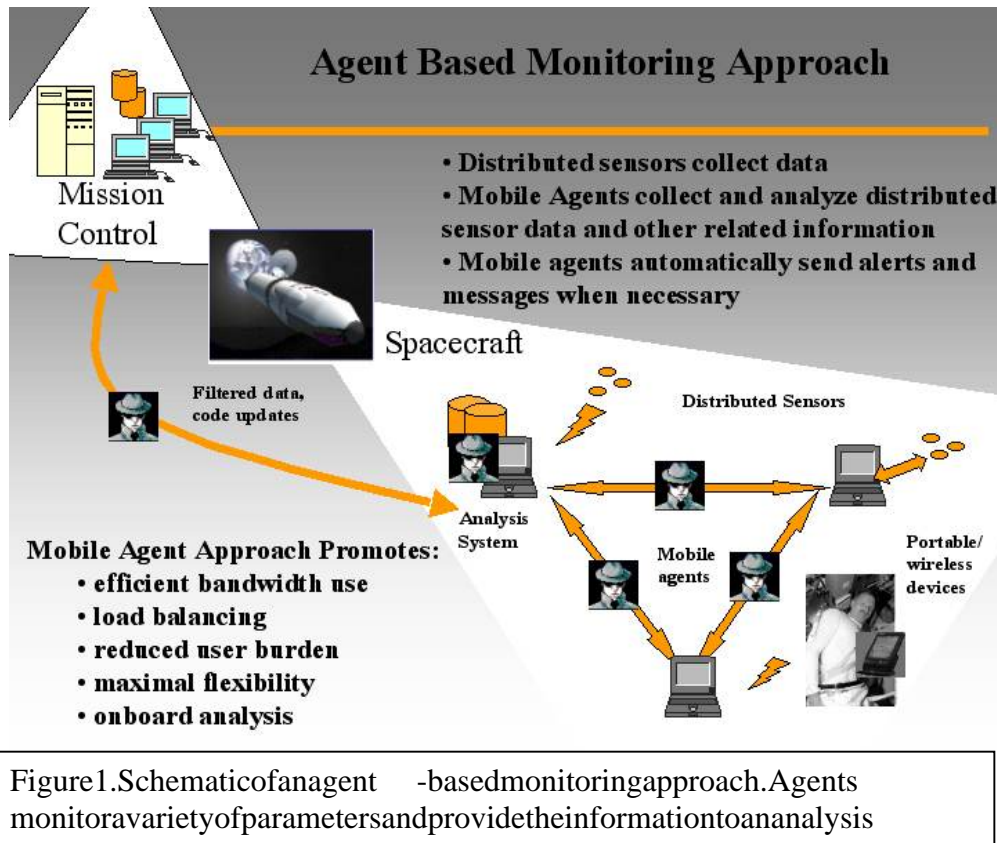 Agent Based Monitoring Approach
Mission
Control
• Distributed sensors collect data
• Mobile Agents collect and analyze distributed
sensor data and other related information
• Mobile agents automatically send alerts and
messages when necessary
Spacecraft
Filtered data,
code updates
Distributed Sensors
Analysis
System
Mobile
agents
Portable/
wireless
devices
Mobile Agent Approach Promotes:
• efficient bandwidth use
• load balancing
• reduced user burden
• maximal flexibility
• onboard analysis
Figure1.Schematicofanagent -basedmonitoringapproach.Agents
monitoravarietyofparametersandprovidetheinformationtoananalysis